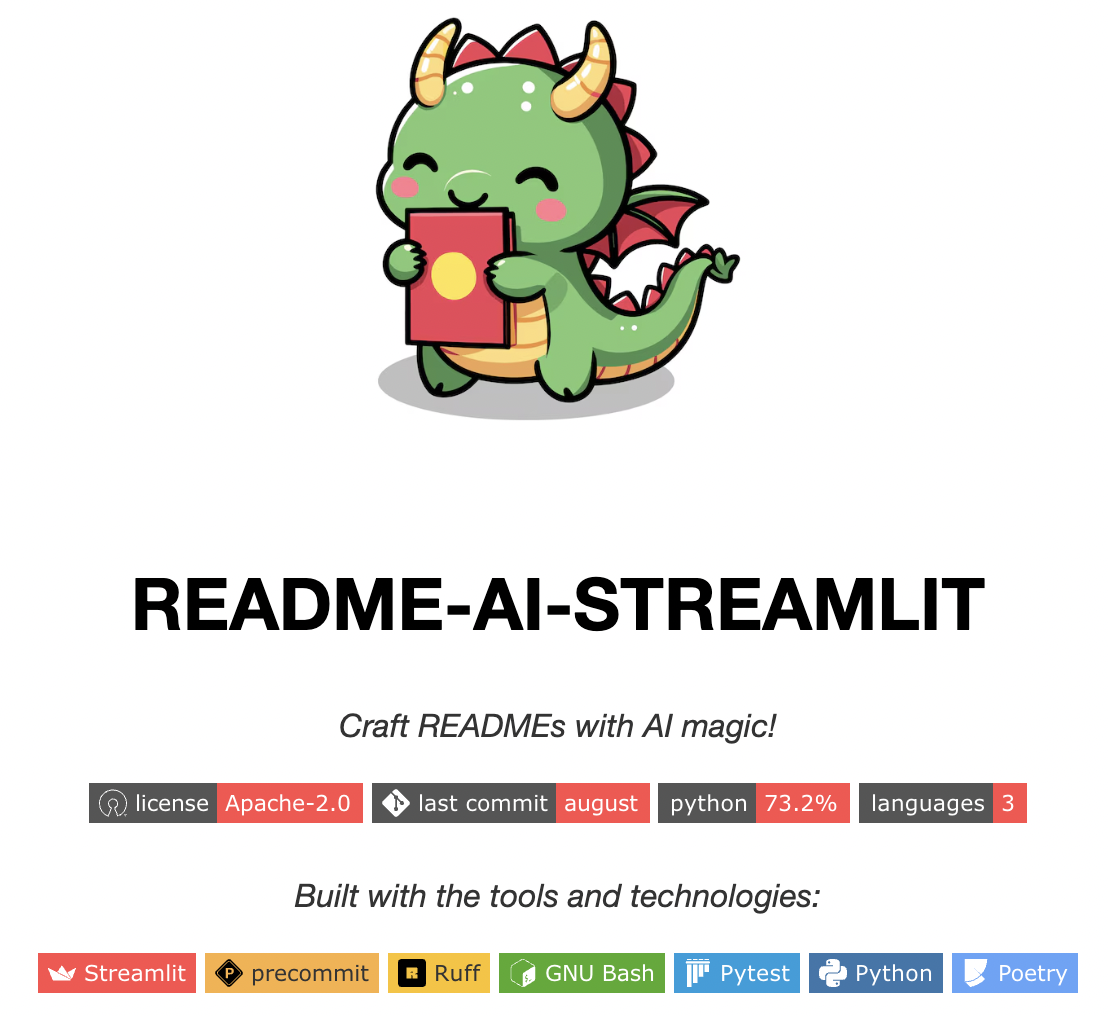 README-AI-STREAMLIT
Craft READMEs with AI magic!
license Apache-2.0 last commit august python 73.2% languages 3
Built with the tools and technologies:
Streamlit P precommit R Ruff GNU Bash Pytest Python Poetry